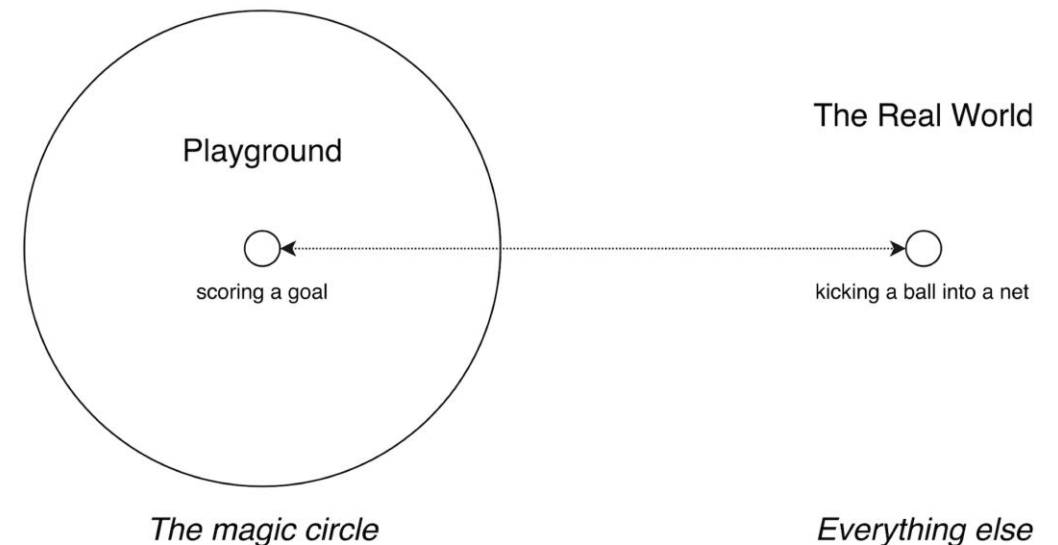 Playground
The Real World
scoring a goal
kicking a ball into a net
The magic circle
Everything else